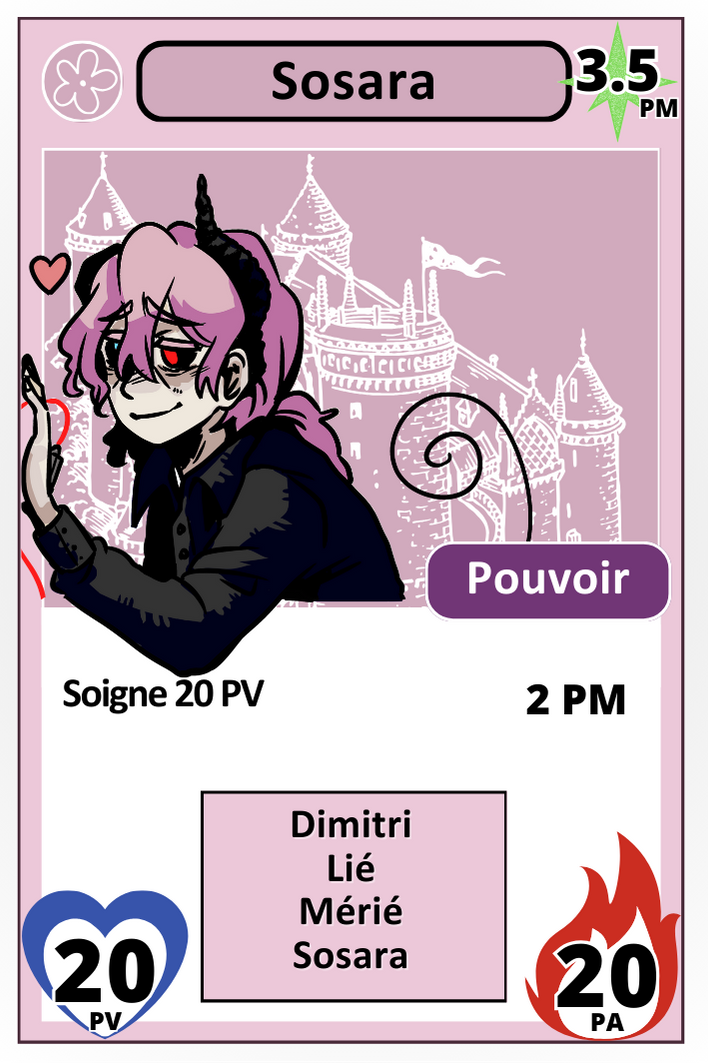 Sosara
3.5
PM
Pouvoir
Soigne 20 PV
2 PM
Dimitri
Lié
Mérié
Sosara
20
PV
20
PA